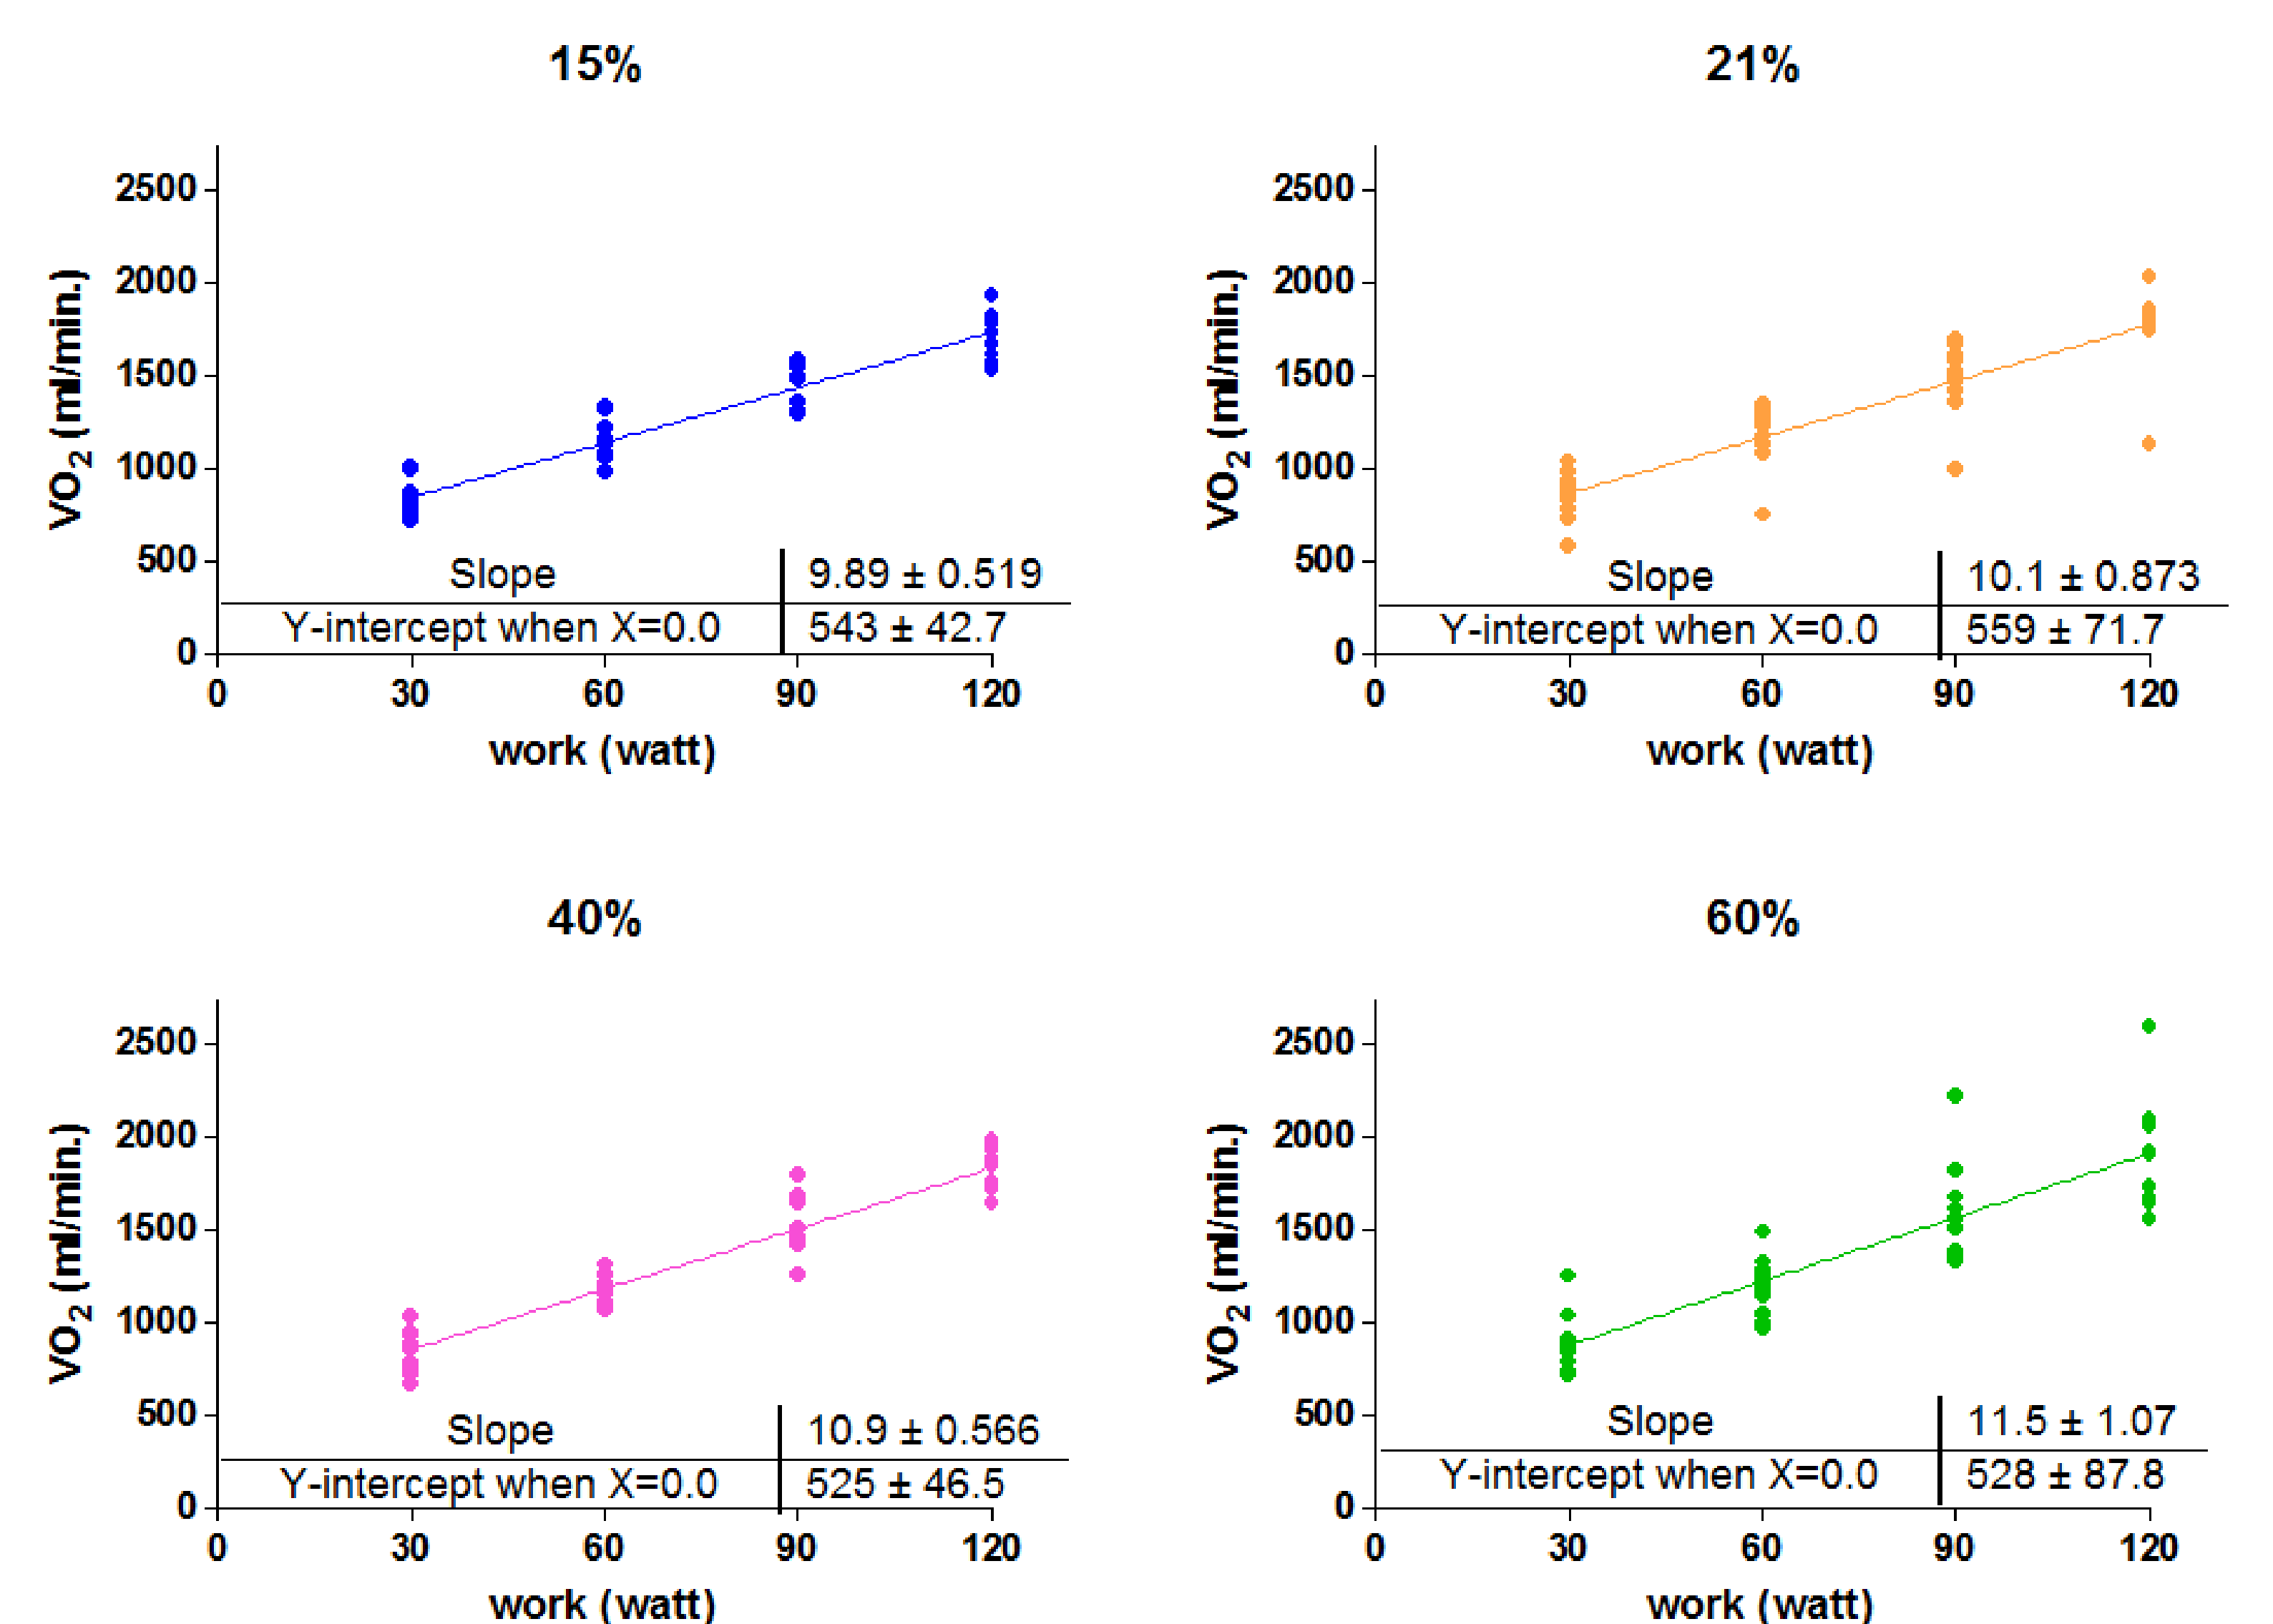 15%
VO2 (ml/min.)
2500
2000
1500
1000
500
0
Slope 9.89 ± 0.519
Y-intercept when X=0.0 543 ± 42.7
0 30 60 90 120
work (watt)
21%
VO2 (ml/min.)
2500
2000
1500
1000
500
0
Slope 10.1 ± 0.873
Y-intercept when X=0.0 559 ± 71.7
0 30 60 90 120
work (watt)
40%
VO2 (ml/min.)
2500
2000
1500
1000
500
0
Slope 10.9 ± 0.566
Y-intercept when X=0.0 525 ± 46.5
0 30 60 90 120
work (watt)
60%
VO2 (ml/min.)
2500
2000
1500
1000
500
0
Slope 11.5 ± 1.07
Y-intercept when X=0.0 528 ± 87.8
0 30 60 90 120
work (watt)